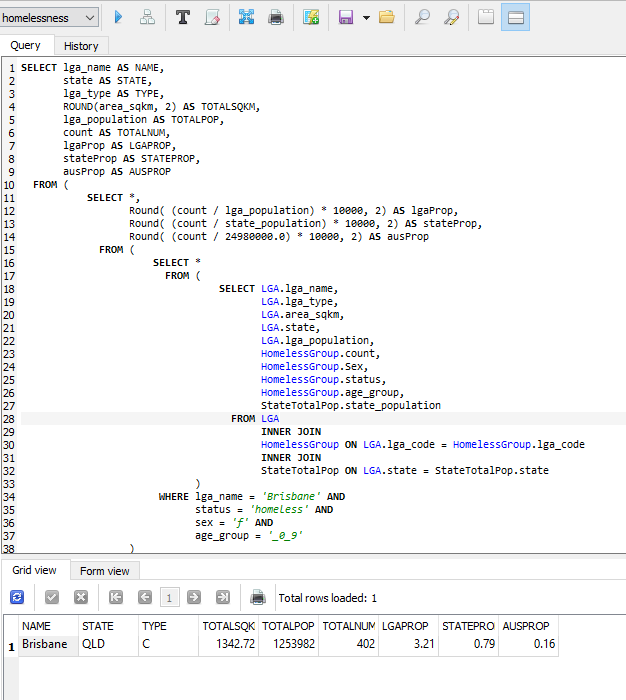 homelessness
Query History
1 SELECT lga_name AS NAME,
2 state AS STATE,
3 lga_type AS TYPE,
4 ROUND(area_sqkm, 2) AS TOTALSQKM,
5 lga_population AS TOTALPOP,
6 count AS TOTALNUM,
7 lgaProp AS LGAPROP,
8 stateProp AS STATEPROP,
9 ausProp AS AUSPROP
10 FROM (
11 SELECT *,
12 Round( (count / lga_population) * 10000, 2) AS lgaProp,
13 Round( (count / state_population) * 10000, 2) AS stateProp,
14 Round( (count / 24980000.0) * 10000, 2) AS ausProp
15 FROM (
16 SELECT *
17 FROM (
18 SELECT LGA.lga_name,
19 LGA.lga_type,
20 LGA.area_sqkm,
21 LGA.state,
22 LGA.lga_population,
23 HomelessGroup.count,
24 HomelessGroup.Sex,
25 HomelessGroup.status,
26 HomelessGroup.age_group,
27 StateTotalPop.state_population
28 FROM LGA
29 INNER JOIN
30 HomelessGroup ON LGA.lga_code = HomelessGroup.lga_code
31 INNER JOIN
32 StateTotalPop ON LGA.state = StateTotalPop.state
33 )
34 WHERE lga_name = 'Brisbane' AND
35 status = 'homeless' AND
36 sex = 'f' AND
37 age_group = '_0_9'
38 )
Grid view Form view
1 Total rows loaded: 1
NAME STATE TYPE TOTALSQK TOTALPOP TOTALNUM LGAPROP STATEPRO AUSPROP
1 Brisbane QLD C 1342.72 1253982 402 3.21 0.79 0.16